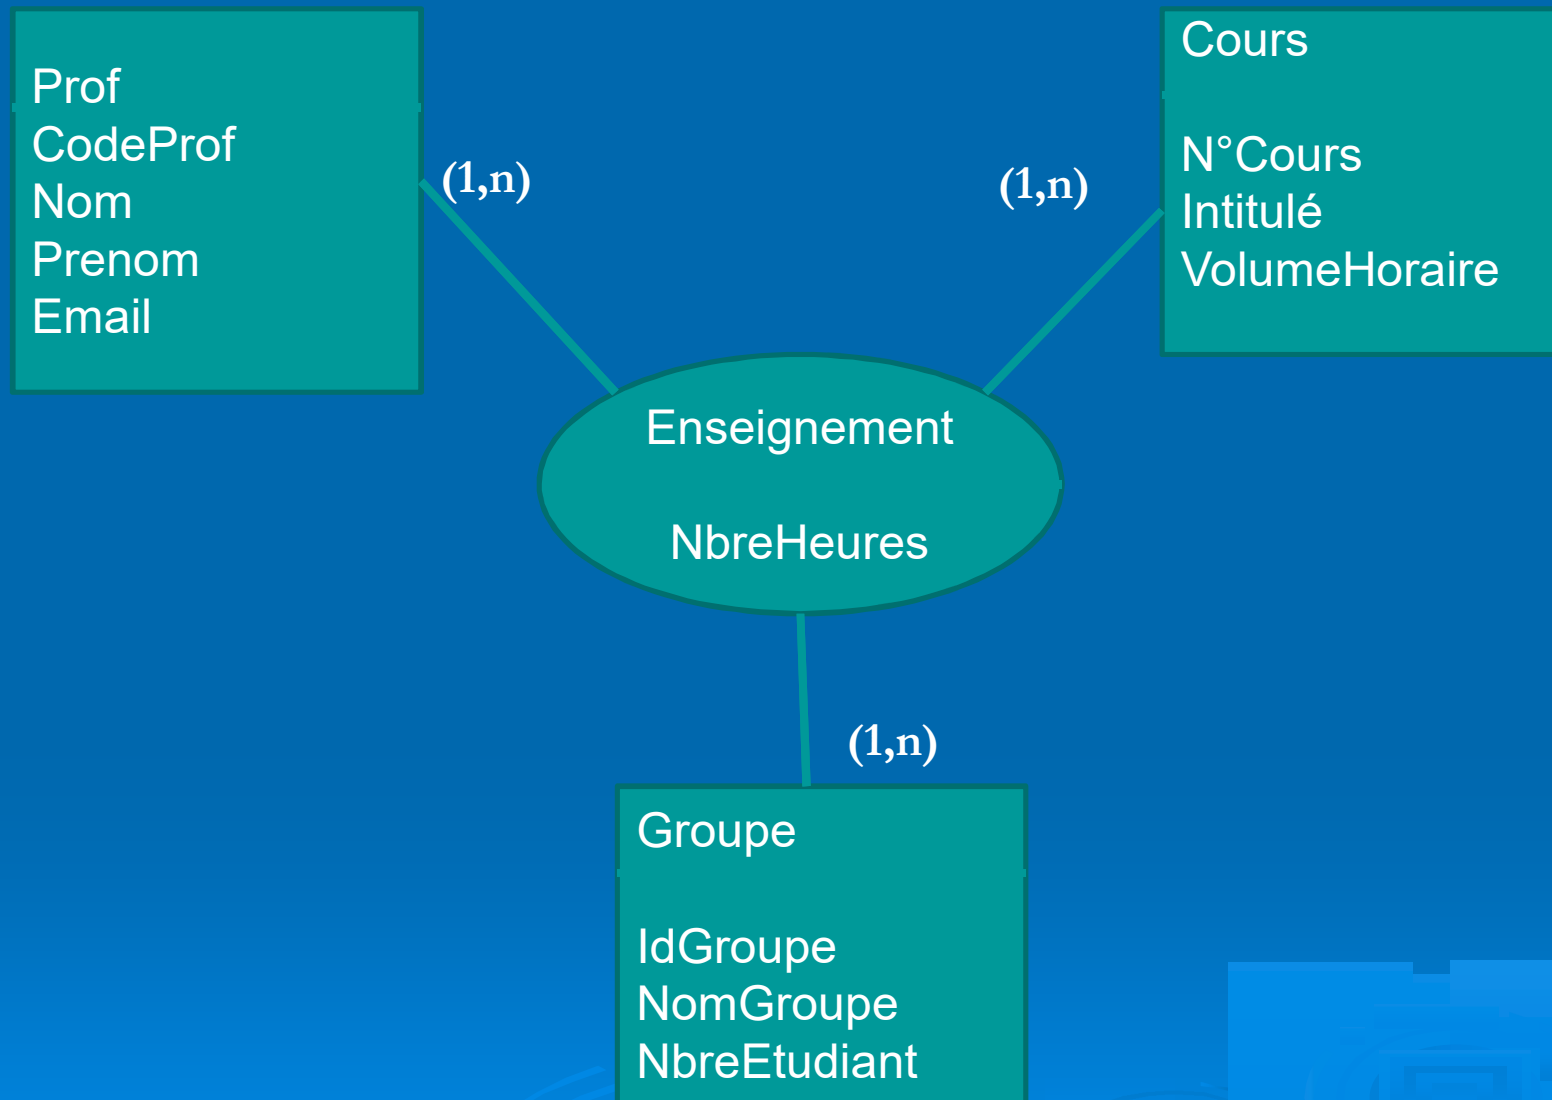 Prof
CodeProf
Nom
Prenom
Email
(1,n)
(1,n)
Cours
N°Cours
Intitulé
VolumeHoraire
Enseignement
NbreHeures
(1,n)
Groupe
IdGroupe
NomGroupe
NbreEtudiant